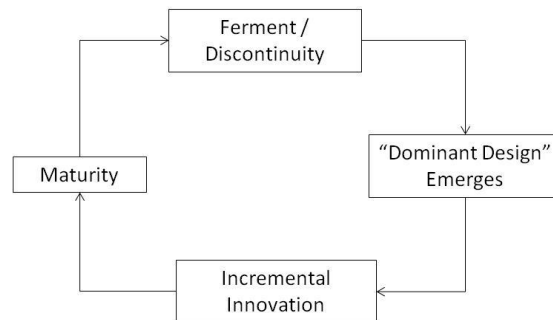 Ferment /
Discontinuity
“Dominant Design”
Emerges
Maturity
Incremental
Innovation